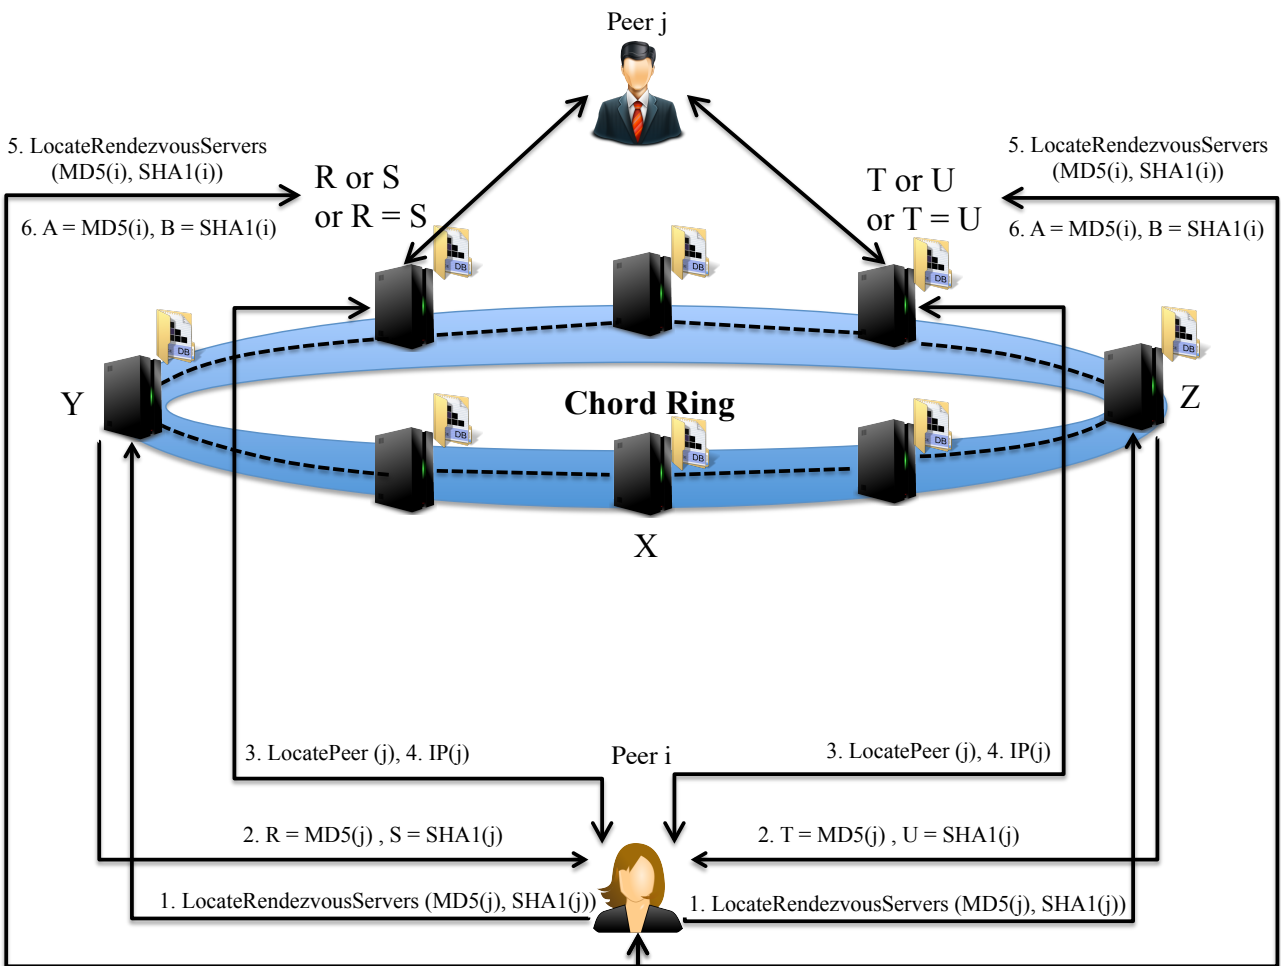 Peer j
5. LocateRendezvousServers
(MD5(i), SHA1(i))
6. A = MD5(i), B = SHA1(i)
R or S
or R = S
T or U
or T = U
5. LocateRendezvousServers
(MD5(i), SHA1(i))
6. A = MD5(i), B = SHA1(i)
DB
DB
DB
DB
DB
Y
Chord Ring
Z
DB
DB
DB
X
3. LocatePeer (j), 4. IP(j)
Peer i
3. LocatePeer (j), 4. IP(j)
2. R = MD5(j) , S = SHA1(j)
2. T = MD5(j) , U = SHA1(j)
1. LocateRendezvousServers (MD5(j), SHA1(j))
1. LocateRendezvousServers (MD5(j), SHA1(j))